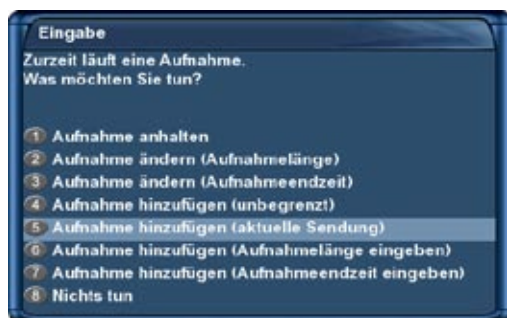 Eingabe
Zurzeit läuft eine Aufnahme.
Was möchten Sie tun?
1 Aufnahme anhalten
2 Aufnahme ändern (Aufnahmelänge)
3 Aufnahme ändern (Aufnahmeendzeit)
4 Aufnahme hinzufügen (unbegrenzt)
5 Aufnahme hinzufügen (aktuelle Sendung)
6 Aufnahme hinzufügen (Aufnahmelänge eingeben)
7 Aufnahme hinzufügen (Aufnahmeendzeit eingeben)
8 Nichts tun